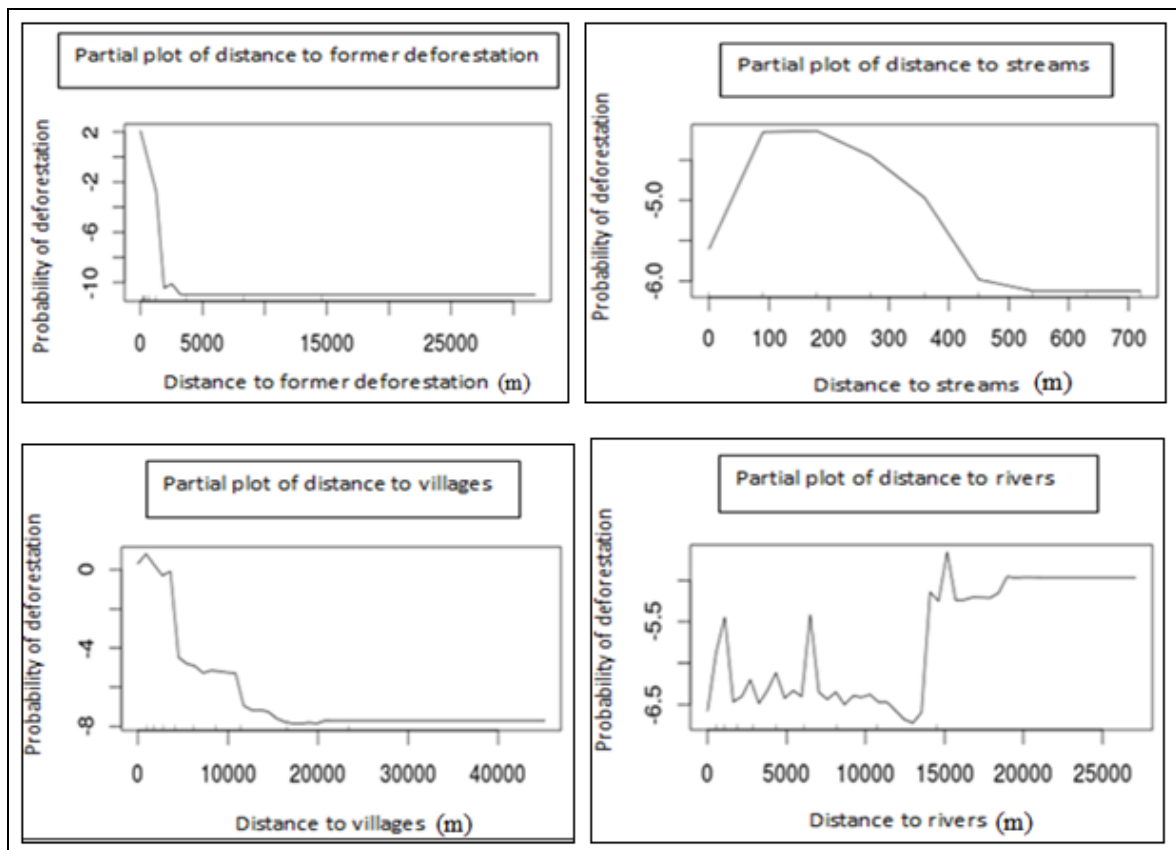 Partial plot of distance to former deforestation
Probability of deforestation
2
-2
-6
-10
0 5000 15000 25000
Distance to former deforestation (m)
Partial plot of distance to streams
Probability of deforestation
-5.0
-6.0
0 100 200 300 400 500 600 700
Distance to streams (m)
Partial plot of distance to villages
Probability of deforestation
0
-4
-8
0 10000 20000 30000 40000
Distance to villages (m)
Partial plot of distance to rivers
Probability of deforestation
-5.5
-6.5
0 5000 10000 15000 20000 25000
Distance to rivers (m)